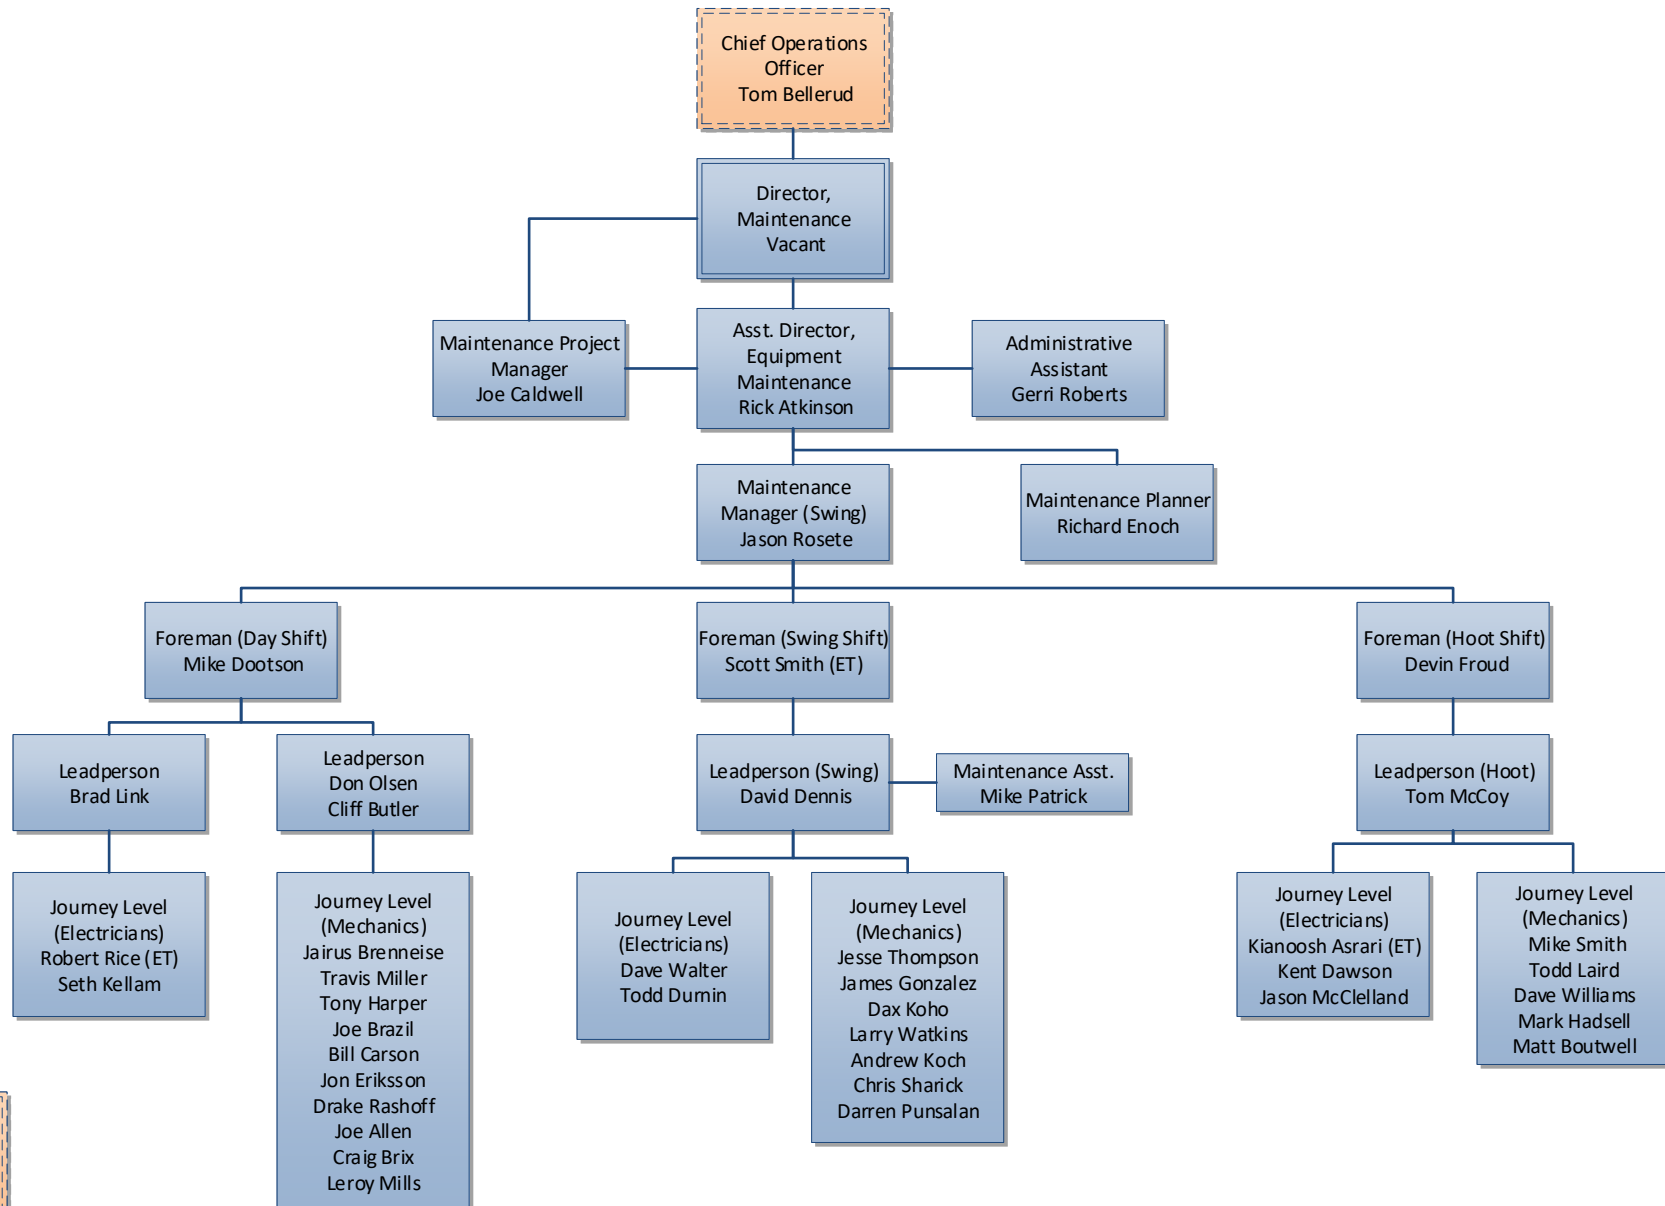 Chief Operations
Officer
Tom Bellerud
Director,
Maintenance
Vacant
Maintenance Project
Manager
Joe Caldwell
Asst. Director,
Equipment
Maintenance
Rick Atkinson
Administrative
Assistant
Gerri Roberts
Maintenance
Manager (Swing)
Jason Rosete
Maintenance Planner
Richard Enoch
Foreman (Day Shift)
Mike Dootson
Foreman (Swing Shift)
Scott Smith (ET)
Foreman (Hoot Shift)
Devin Froud
Leadperson
Brad Link
Leadperson
Don Olsen
Cliff Butler
Leadperson (Swing)
David Dennis
Maintenance Asst.
Mike Patrick
Leadperson (Hoot)
Tom McCoy
Journey Level
(Electricians)
Robert Rice (ET)
Seth Kellam
Journey Level
(Mechanics)
Jairus Brenneise
Travis Miller
Tony Harper
Joe Brazil
Bill Carson
Jon Eriksson
Drake Rashoff
Joe Allen
Craig Brix
Leroy Mills
Journey Level
(Electricians)
Dave Walter
Todd Durnin
Journey Level
(Mechanics)
Jesse Thompson
James Gonzalez
Dax Koho
Larry Watkins
Andrew Koch
Chris Sharick
Darren Punsalan
Journey Level
(Electricians)
Kianoosh Asrari (ET)
Kent Dawson
Jason McClelland
Journey Level
(Mechanics)
Mike Smith
Todd Laird
Dave Williams
Mark Hadsell
Matt Boutwell